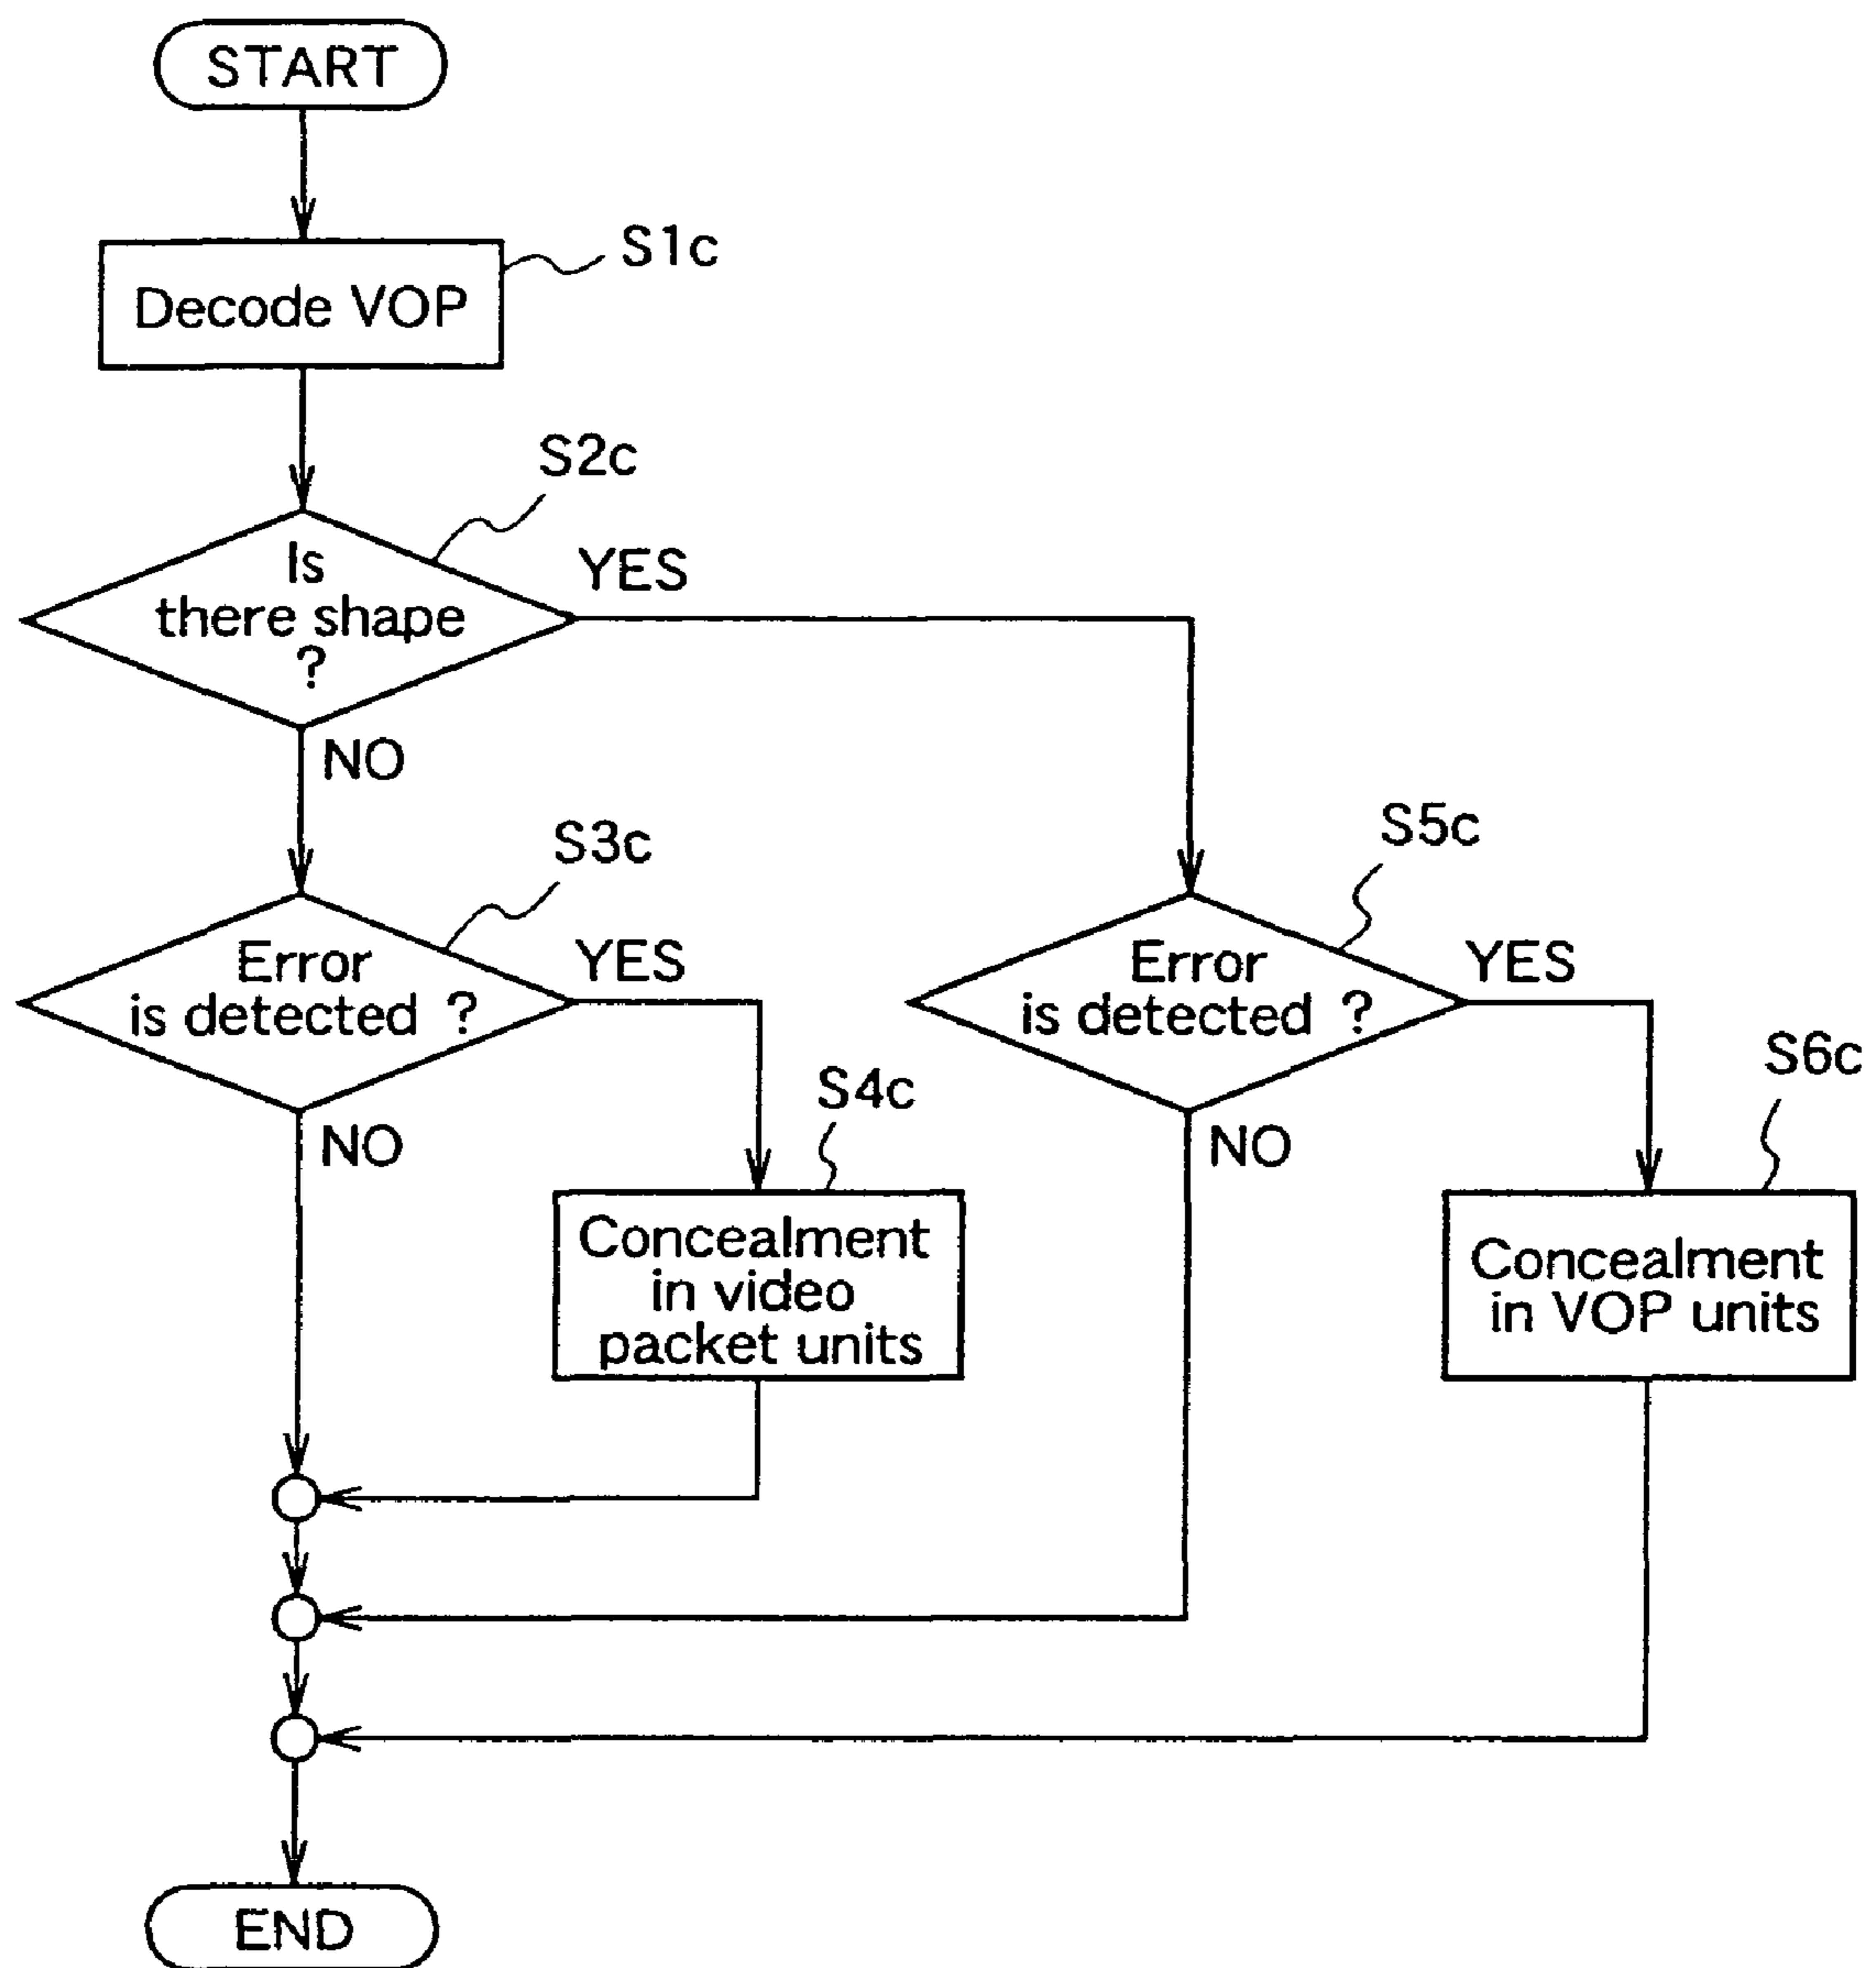 START
S1c
Decode VOP
S2c
Is
there shape
?
YES
NO
S3c
Error
is detected ?
YES
NO
S5c
Error
is detected ?
YES
NO
S4c
Concealment
in video
packet units
S6c
Concealment
in VOP units
END